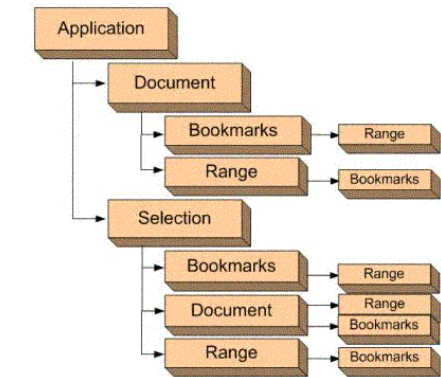 Application
Document
Bookmarks
Range
Range
Bookmarks
Selection
Bookmarks
Range
Document
Range
Bookmarks
Range
Bookmarks